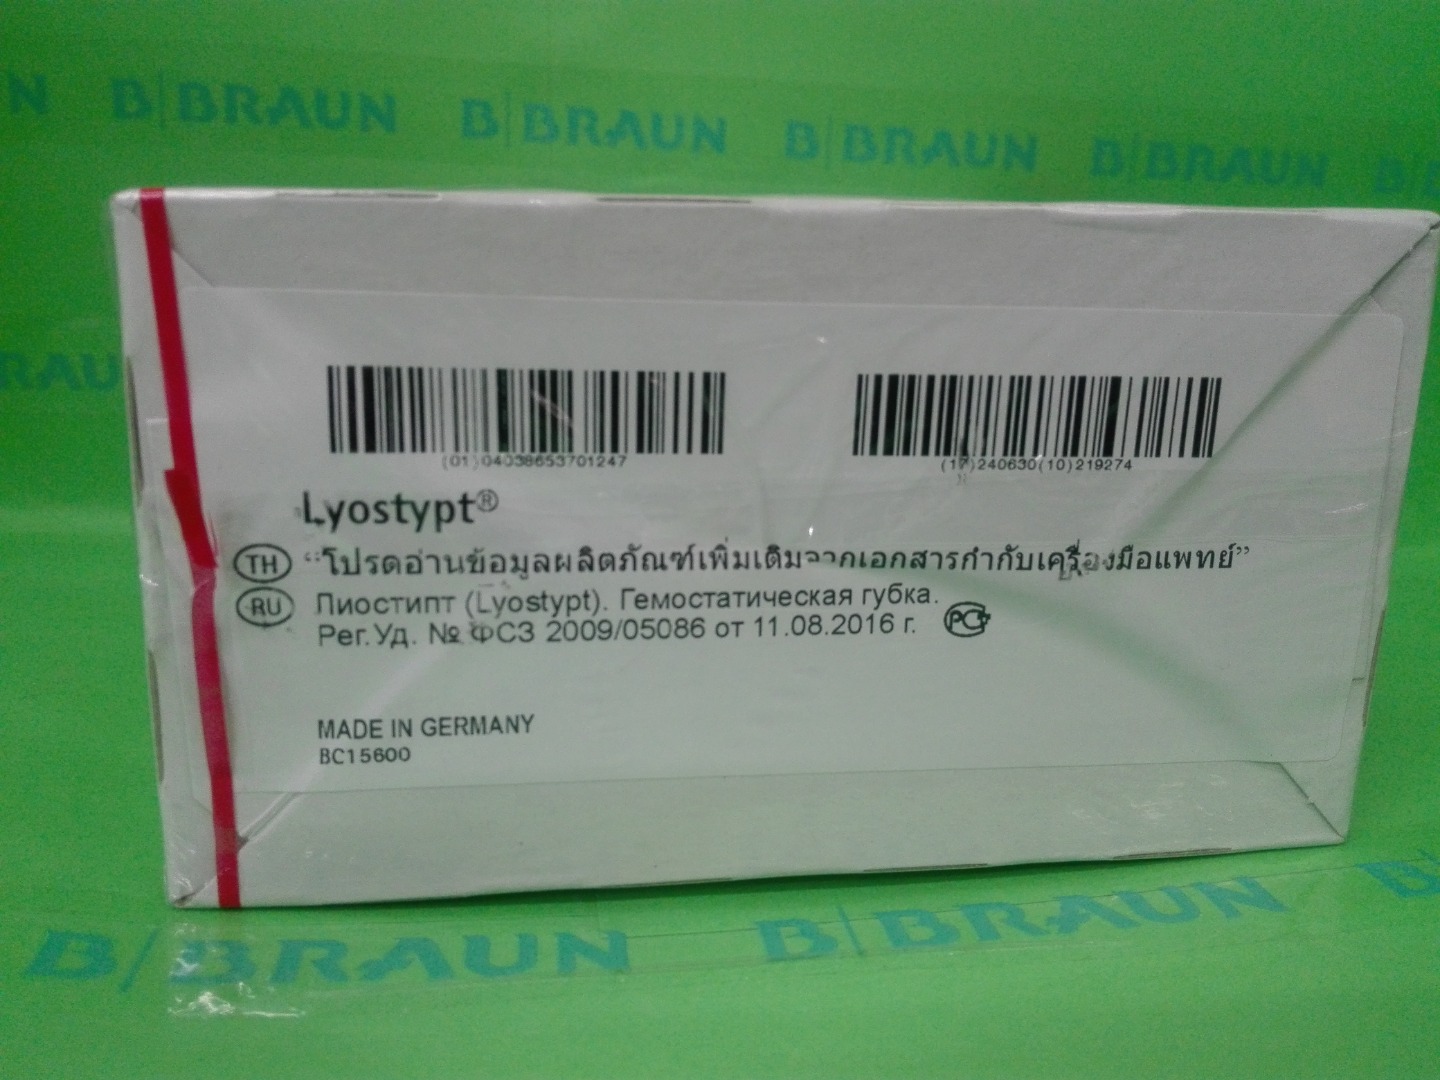 B|BRAUN B|BRAUN B|BRAUN B|BRAUN
(01)04038653701247
(17)240630(10)219274
Lyostypt®
TH “โปรดอ่านข้อมูลผลิตภัณฑ์เพิ่มเติมจากเอกสารกำกับเครื่องมือแพทย์”
RU Лиостипт (Lyostypt). Гемостатическая губка.
Рег.Уд. № ФСЗ 2009/05086 от 11.08.2016 г. РСТ
MADE IN GERMANY
BC15600
B|BRAUN B|BRAUN